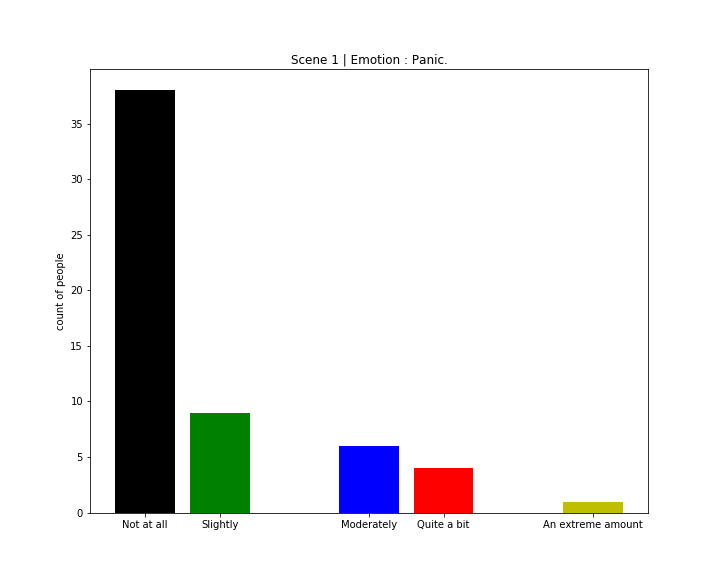 Scene 1 | Emotion : Panic.
count of people
35
30
25
20
15
10
5
0
Not at all Slightly Moderately Quite a bit An extreme amount